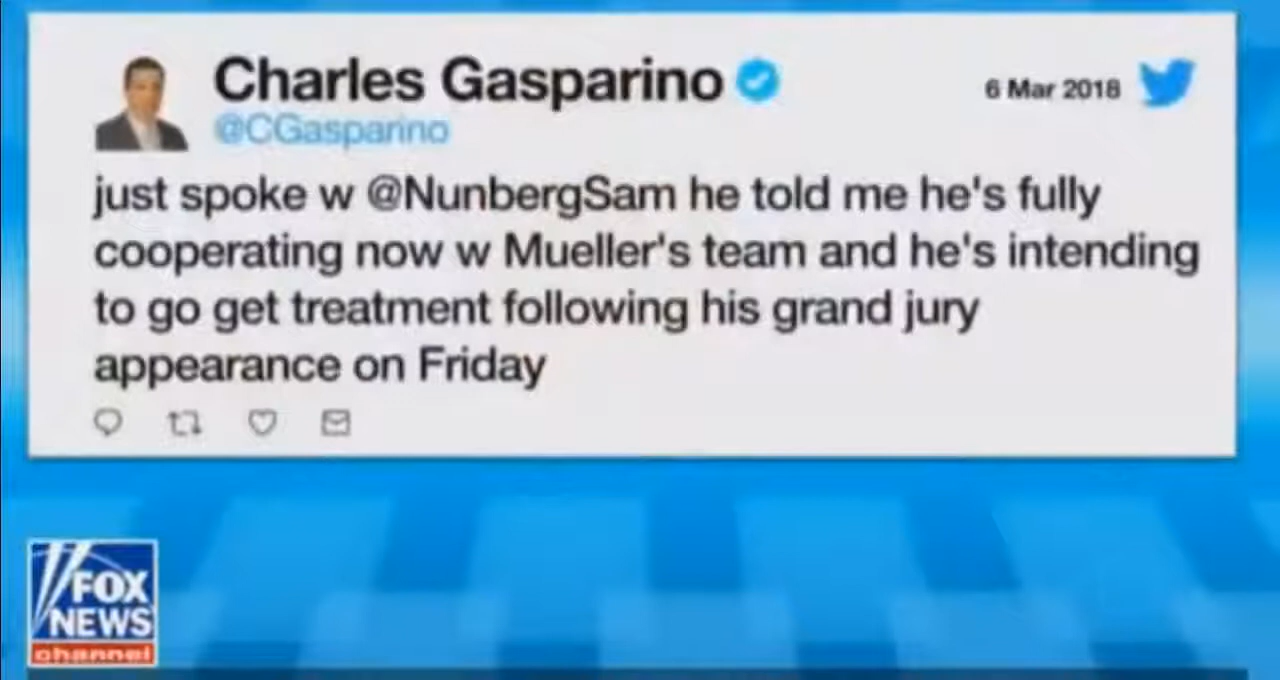 Charles Gasparino
6 Mar 2018
@CGasparino
just spoke w @NunbergSam he told me he's fully
cooperating now w Mueller's team and he's intending
to go get treatment following his grand jury
appearance on Friday
FOX
NEWS
channel